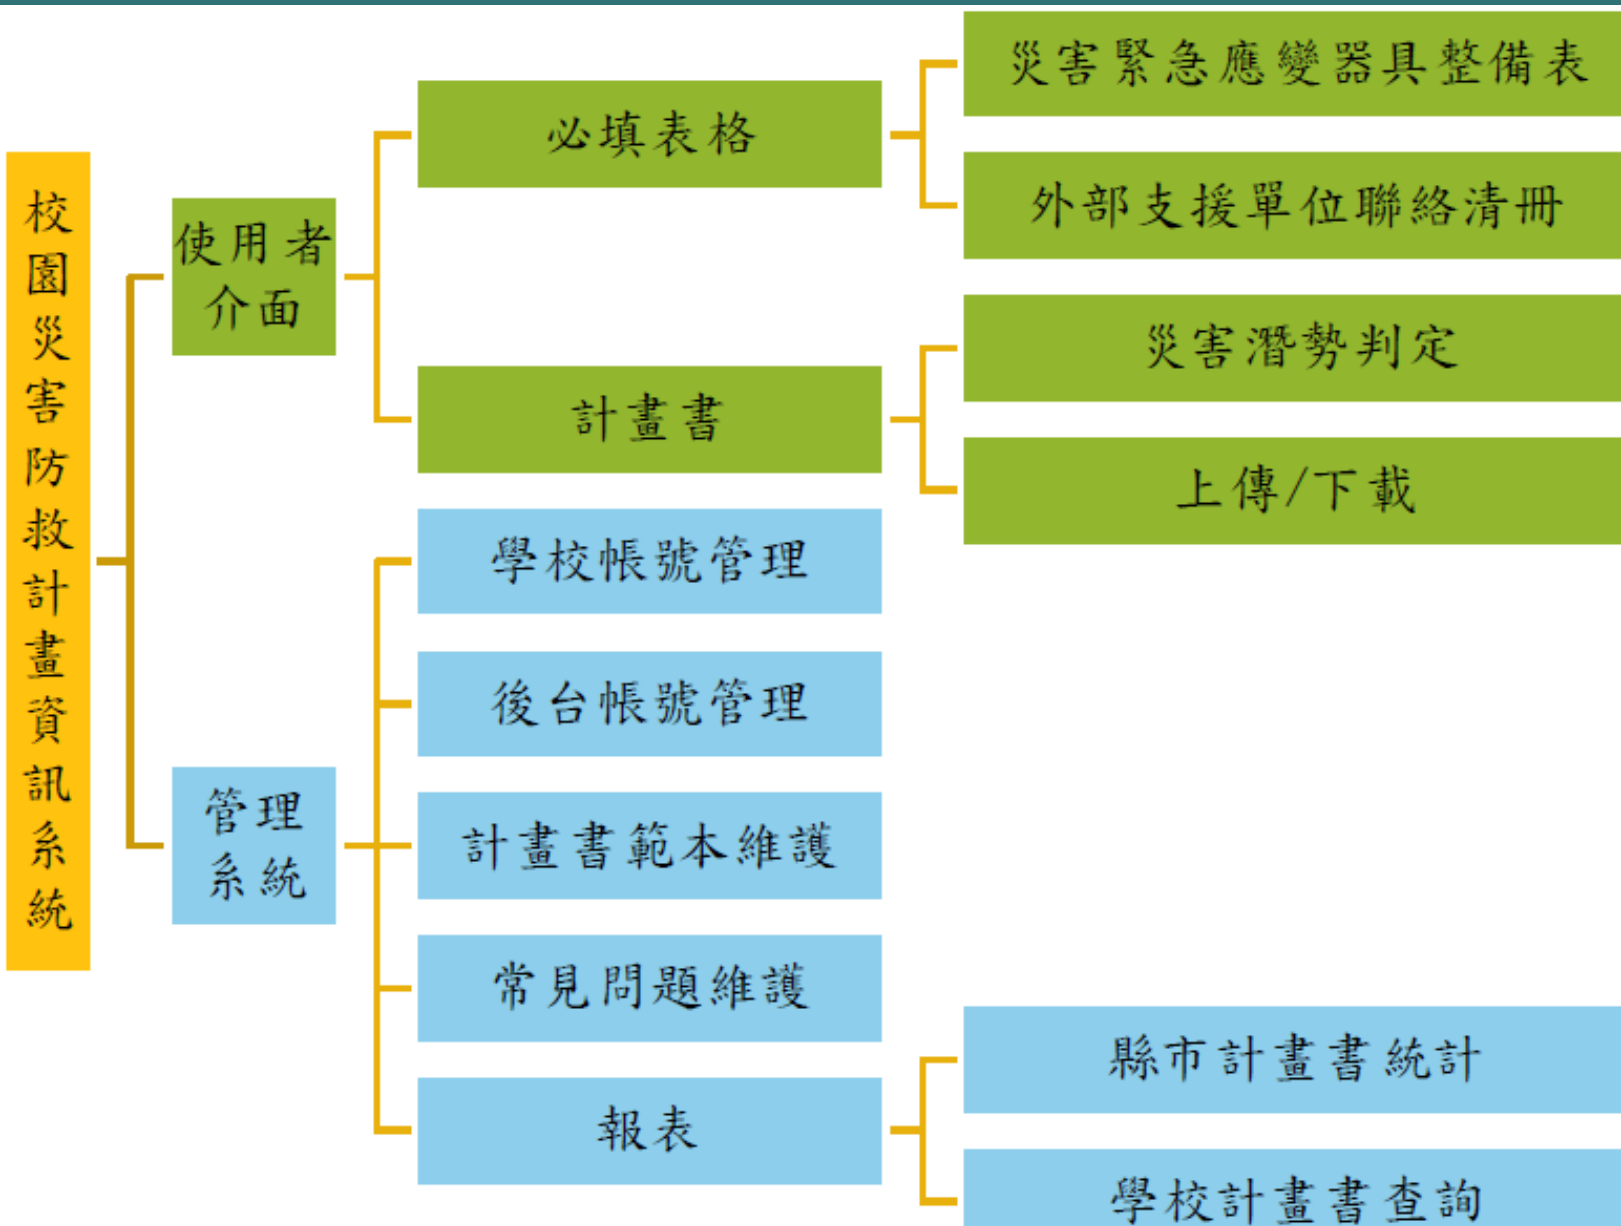 校園災害防救計畫資訊系統
使用者
介面
必填表格
災害緊急應變器具整備表
外部支援單位聯絡清冊
計畫書
災害潛勢判定
上傳/下載
管理
系統
學校帳號管理
後台帳號管理
計畫書範本維護
常見問題維護
報表
縣市計畫書統計
學校計畫書查詢